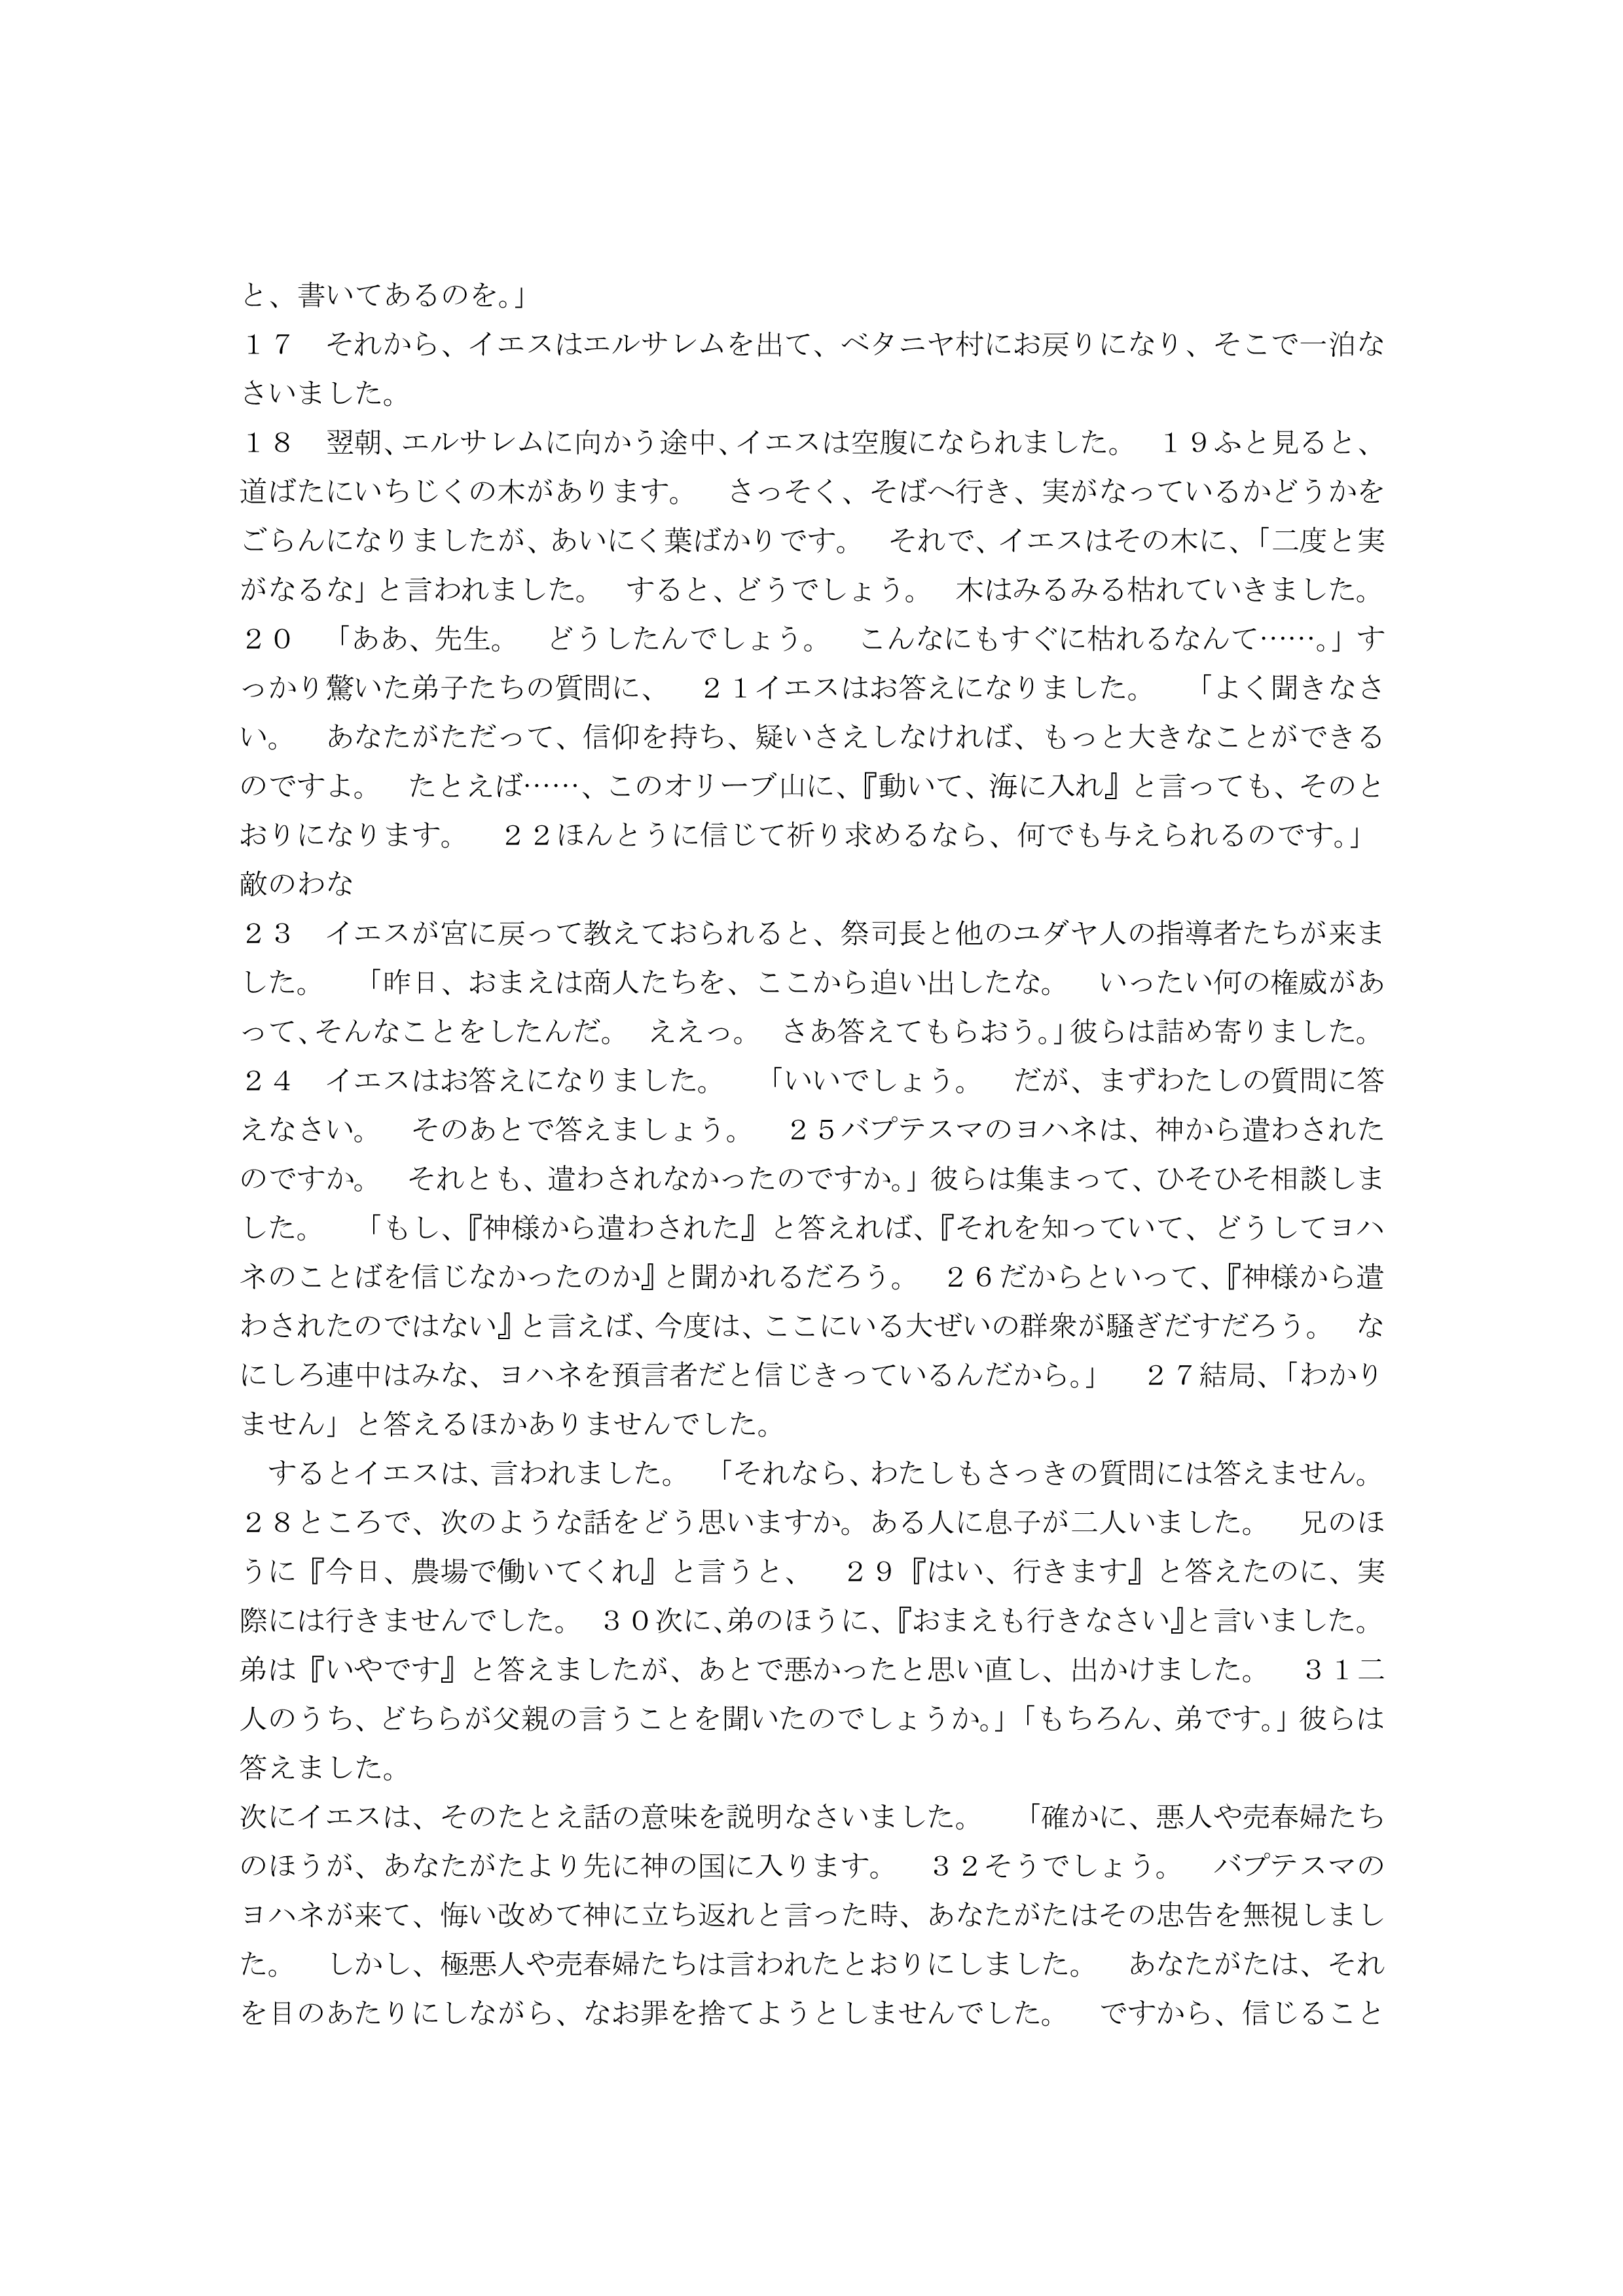 と、書いてあるのを。」
１７　それから、イエスはエルサレムを出て、ベタニヤ村にお戻りになり、そこで一泊な
さいました。
１８　翌朝、エルサレムに向かう途中、イエスは空腹になられました。　１９ふと見ると、
道ばたにいちじくの木があります。　さっそく、そばへ行き、実がなっているかどうかを
ごらんになりましたが、あいにく葉ばかりです。　それで、イエスはその木に、「二度と実
がなるな」と言われました。　すると、どうでしょう。　木はみるみる枯れていきました。
２０　「ああ、先生。　どうしたんでしょう。　こんなにもすぐに枯れるなんて……。」す
っかり驚いた弟子たちの質問に、　２１イエスはお答えになりました。　「よく聞きなさ
い。　あなたがただって、信仰を持ち、疑いさえしなければ、もっと大きなことができる
のですよ。　たとえば……、このオリーブ山に、『動いて、海に入れ』と言っても、そのと
おりになります。　２２ほんとうに信じて祈り求めるなら、何でも与えられるのです。」
敵のわな
２３　イエスが宮に戻って教えておられると、祭司長と他のユダヤ人の指導者たちが来ま
した。　「昨日、おまえは商人たちを、ここから追い出したな。　いったい何の権威があ
って、そんなことをしたんだ。　ええっ。　さあ答えてもらおう。」彼らは詰め寄りました。
２４　イエスはお答えになりました。　「いいでしょう。　だが、まずわたしの質問に答
えなさい。　そのあとで答えましょう。　２５バプテスマのヨハネは、神から遣わされた
のですか。　それとも、遣わされなかったのですか。」彼らは集まって、ひそひそ相談しま
した。　「もし、『神様から遣わされた』と答えれば、『それを知っていて、どうしてヨハ
ネのことばを信じなかったのか』と聞かれるだろう。　２６だからといって、『神様から遣
わされたのではない』と言えば、今度は、ここにいる大ぜいの群衆が騒ぎだすだろう。　な
にしろ連中はみな、ヨハネを預言者だと信じきっているんだから。」　２７結局、「わかり
ません」と答えるほかありませんでした。
　するとイエスは、言われました。　「それなら、わたしもさっきの質問には答えません。
２８ところで、次のような話をどう思いますか。ある人に息子が二人いました。　兄のほ
うに『今日、農場で働いてくれ』と言うと、　２９『はい、行きます』と答えたのに、実
際には行きませんでした。　３０次に、弟のほうに、『おまえも行きなさい』と言いました。
弟は『いやです』と答えましたが、あとで悪かったと思い直し、出かけました。　３１二
人のうち、どちらが父親の言うことを聞いたのでしょうか。」「もちろん、弟です。」彼らは
答えました。
次にイエスは、そのたとえ話の意味を説明なさいました。　「確かに、悪人や売春婦たち
のほうが、あなたがたより先に神の国に入ります。　３２そうでしょう。　バプテスマの
ヨハネが来て、悔い改めて神に立ち返れと言った時、あなたがたはその忠告を無視しまし
た。　しかし、極悪人や売春婦たちは言われたとおりにしました。　あなたがたは、それ
を目のあたりにしながら、なお罪を捨てようとしませんでした。　ですから、信じること